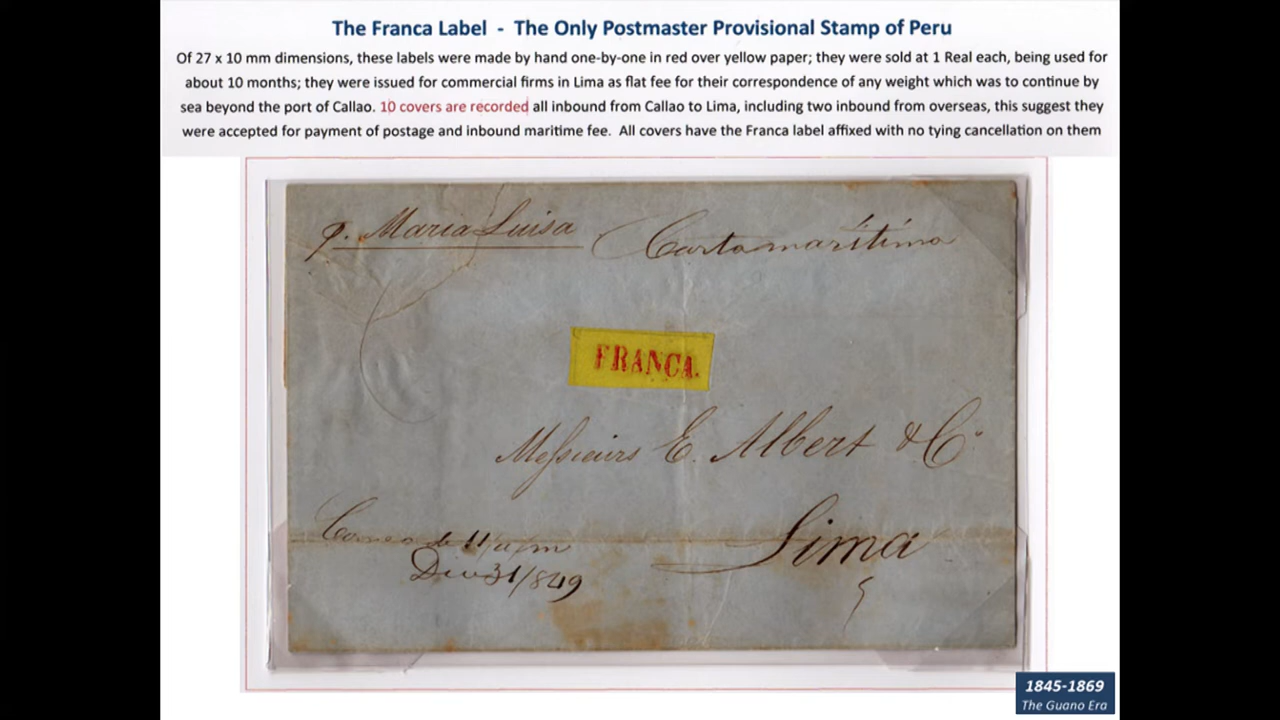 The Franca Label - The Only Postmaster Provisional Stamp of Peru
Of 27 x 10 mm dimensions, these labels were made by hand one-by-one in red over yellow paper; they were sold at 1 Real each, being used for
about 10 months; they were issued for commercial firms in Lima as flat fee for their correspondence of any weight which was to continue by
sea beyond the port of Callao. 10 covers are recorded all inbound from Callao to Lima, including two inbound from overseas, this suggest they
were accepted for payment of postage and inbound maritime fee. All covers have the Franca label affixed with no tying cancellation on them
p. Maria Luisa Carta marítima
FRANCA.
Messieurs E. Albert & Co
Lima
Correo de 11/a/m
31/849
1845-1869
The Guano Era